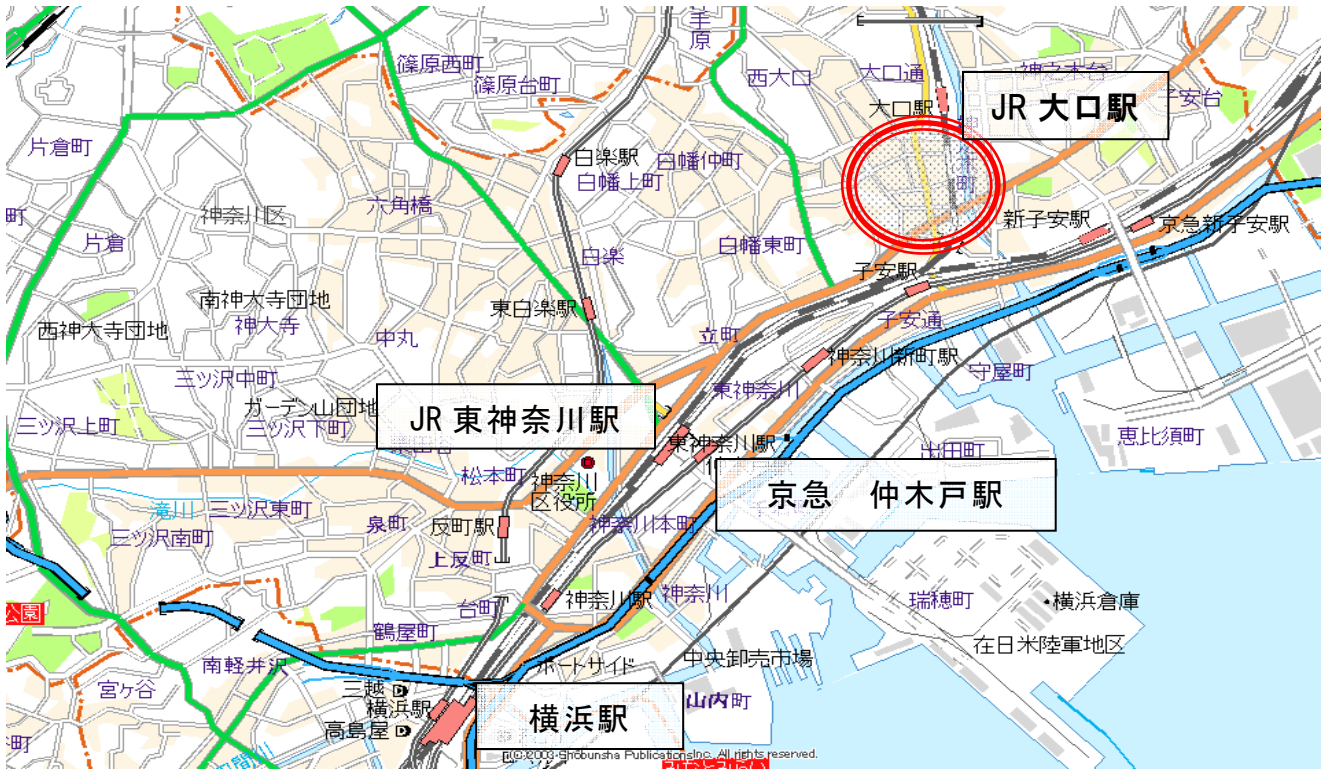 篠原西町
篠原台町
手原
西大口
大口通
神之木台
子安台
大口駅
JR 大口駅
片倉町
白楽駅
白幡上町
白幡仲町
神奈川区
六角橋
片倉
白楽
白幡東町
新子安駅
京急新子安駅
子安駅
南神大寺団地
神大寺
西神大寺団地
東白楽駅
中丸
立町
子安通
神奈川新町駅
守屋町
三ツ沢中町
ガーデン山団地
三ツ沢下町
三ツ沢上町
JR 東神奈川駅
東神奈川
東神奈川駅
恵比須町
出田町
松本町
神奈川
区役所
京急 仲木戸駅
滝川
三ツ沢東町
三ツ沢南町
泉町
反町駅
上反町
神奈川本町
公園
台町
神奈川駅
神奈川
瑞穂町
横浜倉庫
在日米陸軍地区
鶴屋町
南軽井沢
宮ヶ谷
ポートサイド
中央卸売市場
三越
横浜駅
高島屋
横浜駅
山内町
(C)2003 Shobunsha Publications,Inc. All rights reserved.